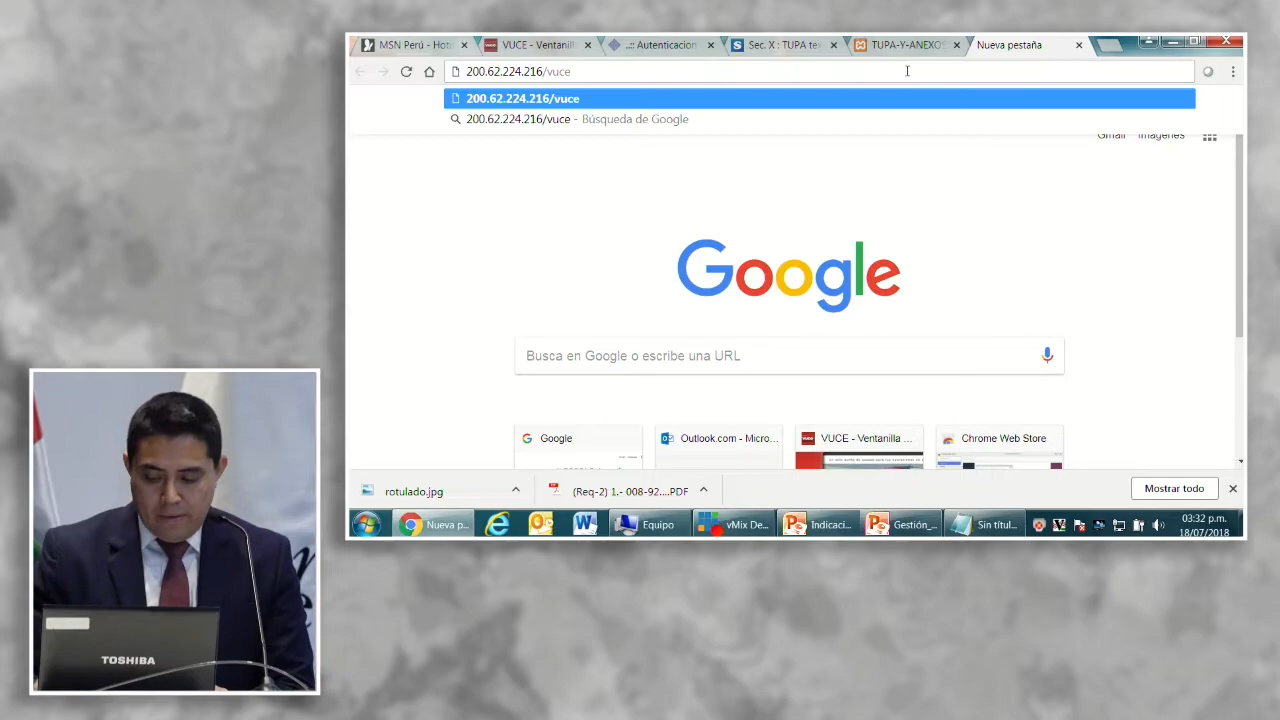 MSN Perú - Hot
VUCE - Ventanil
..:: Autenticacion
Sec. X : TUPA te
TUPA-Y-ANEXOS
Nueva pestaña
200.62.224.216/vuce
200.62.224.216/vuce
200.62.224.216/vuce - Búsqueda de Google
Gmail Imágenes
Google
Busca en Google o escribe una URL
Google
Outlook.com - Micro...
VUCE - Ventanilla ...
Chrome Web Store
rotulado.jpg
(Req-2) 1.- 008-92....PDF
Mostrar todo
Nueva p...
Equipo
vMix De...
Indicaci...
Gestión_...
Sin títul...
03:32 p.m.
18/07/2018
TOSHIBA